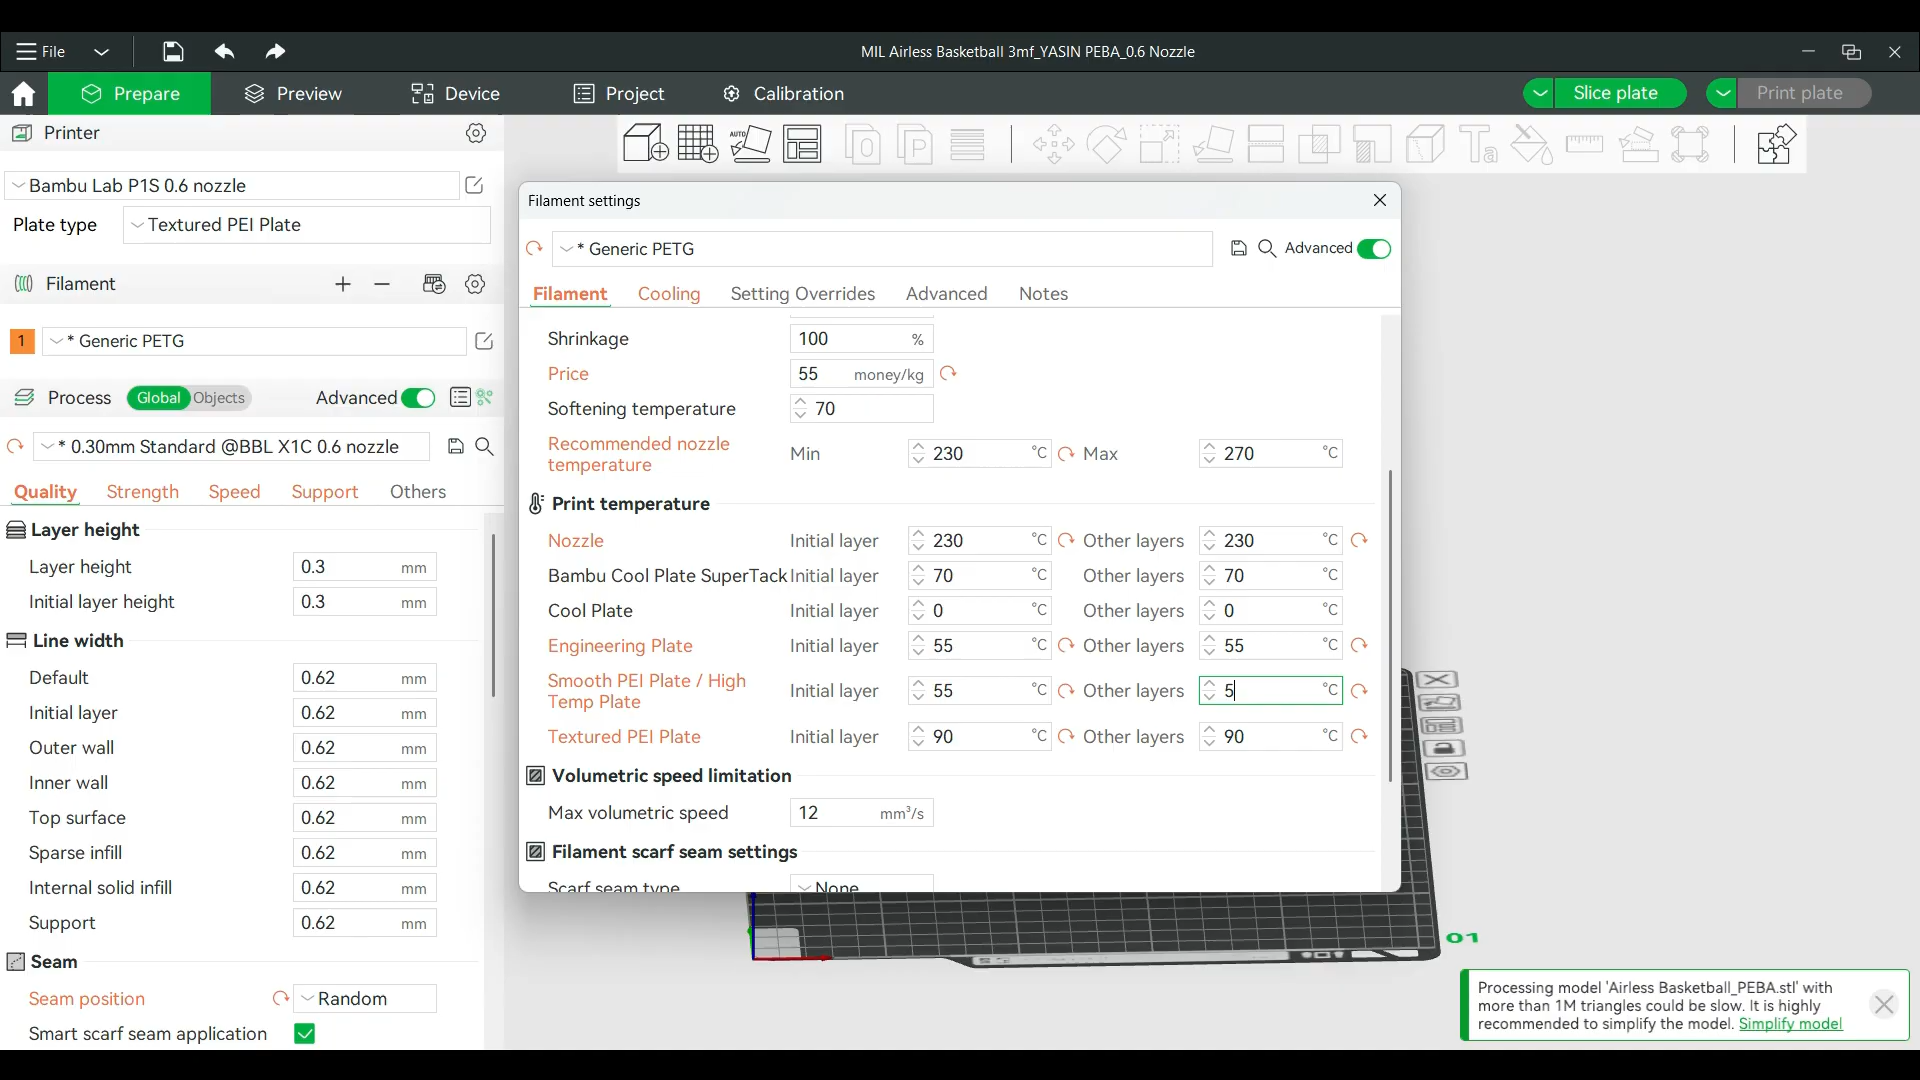 File
MIL Airless Basketball 3mf_YASIN PEBA_0.6 Nozzle
Prepare
Preview
Device
Project
Calibration
Slice plate
Print plate
Printer
Bambu Lab P1S 0.6 nozzle
Plate type
Textured PEI Plate
Filament
1
* Generic PETG
Process
Global
Objects
Advanced
* 0.30mm Standard @BBL X1C 0.6 nozzle
Quality
Strength
Speed
Support
Others
Layer height
Layer height 0.3 mm
Initial layer height 0.3 mm
Line width
Default 0.62 mm
Initial layer 0.62 mm
Outer wall 0.62 mm
Inner wall 0.62 mm
Top surface 0.62 mm
Sparse infill 0.62 mm
Internal solid infill 0.62 mm
Support 0.62 mm
Seam
Seam position Random
Smart scarf seam application
AUTO
Filament settings
* Generic PETG
Advanced
Filament
Cooling
Setting Overrides
Advanced
Notes
Shrinkage 100 %
Price 55 money/kg
Softening temperature 70
Recommended nozzle
temperature
Min 230 °C Max 270 °C
Print temperature
Nozzle Initial layer 230 °C Other layers 230 °C
Bambu Cool Plate SuperTack Initial layer 70 °C Other layers 70 °C
Cool Plate Initial layer 0 °C Other layers 0 °C
Engineering Plate Initial layer 55 °C Other layers 55 °C
Smooth PEI Plate / High
Temp Plate
Initial layer 55 °C Other layers 5 °C
Textured PEI Plate Initial layer 90 °C Other layers 90 °C
Volumetric speed limitation
Max volumetric speed 12 mm³/s
Filament scarf seam settings
Scarf seam type None
01
Processing model 'Airless Basketball_PEBA.stl' with
more than 1M triangles could be slow. It is highly
recommended to simplify the model. Simplify model